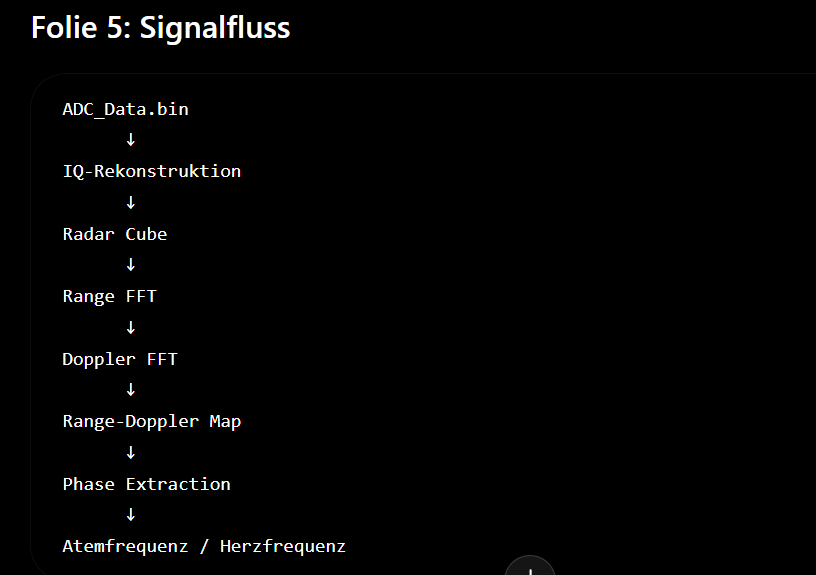 Folie 5: Signalfluss
ADC_Data.bin
↓
IQ-Rekonstruktion
↓
Radar Cube
↓
Range FFT
↓
Doppler FFT
↓
Range-Doppler Map
↓
Phase Extraction
↓
Atemfrequenz / Herzfrequenz